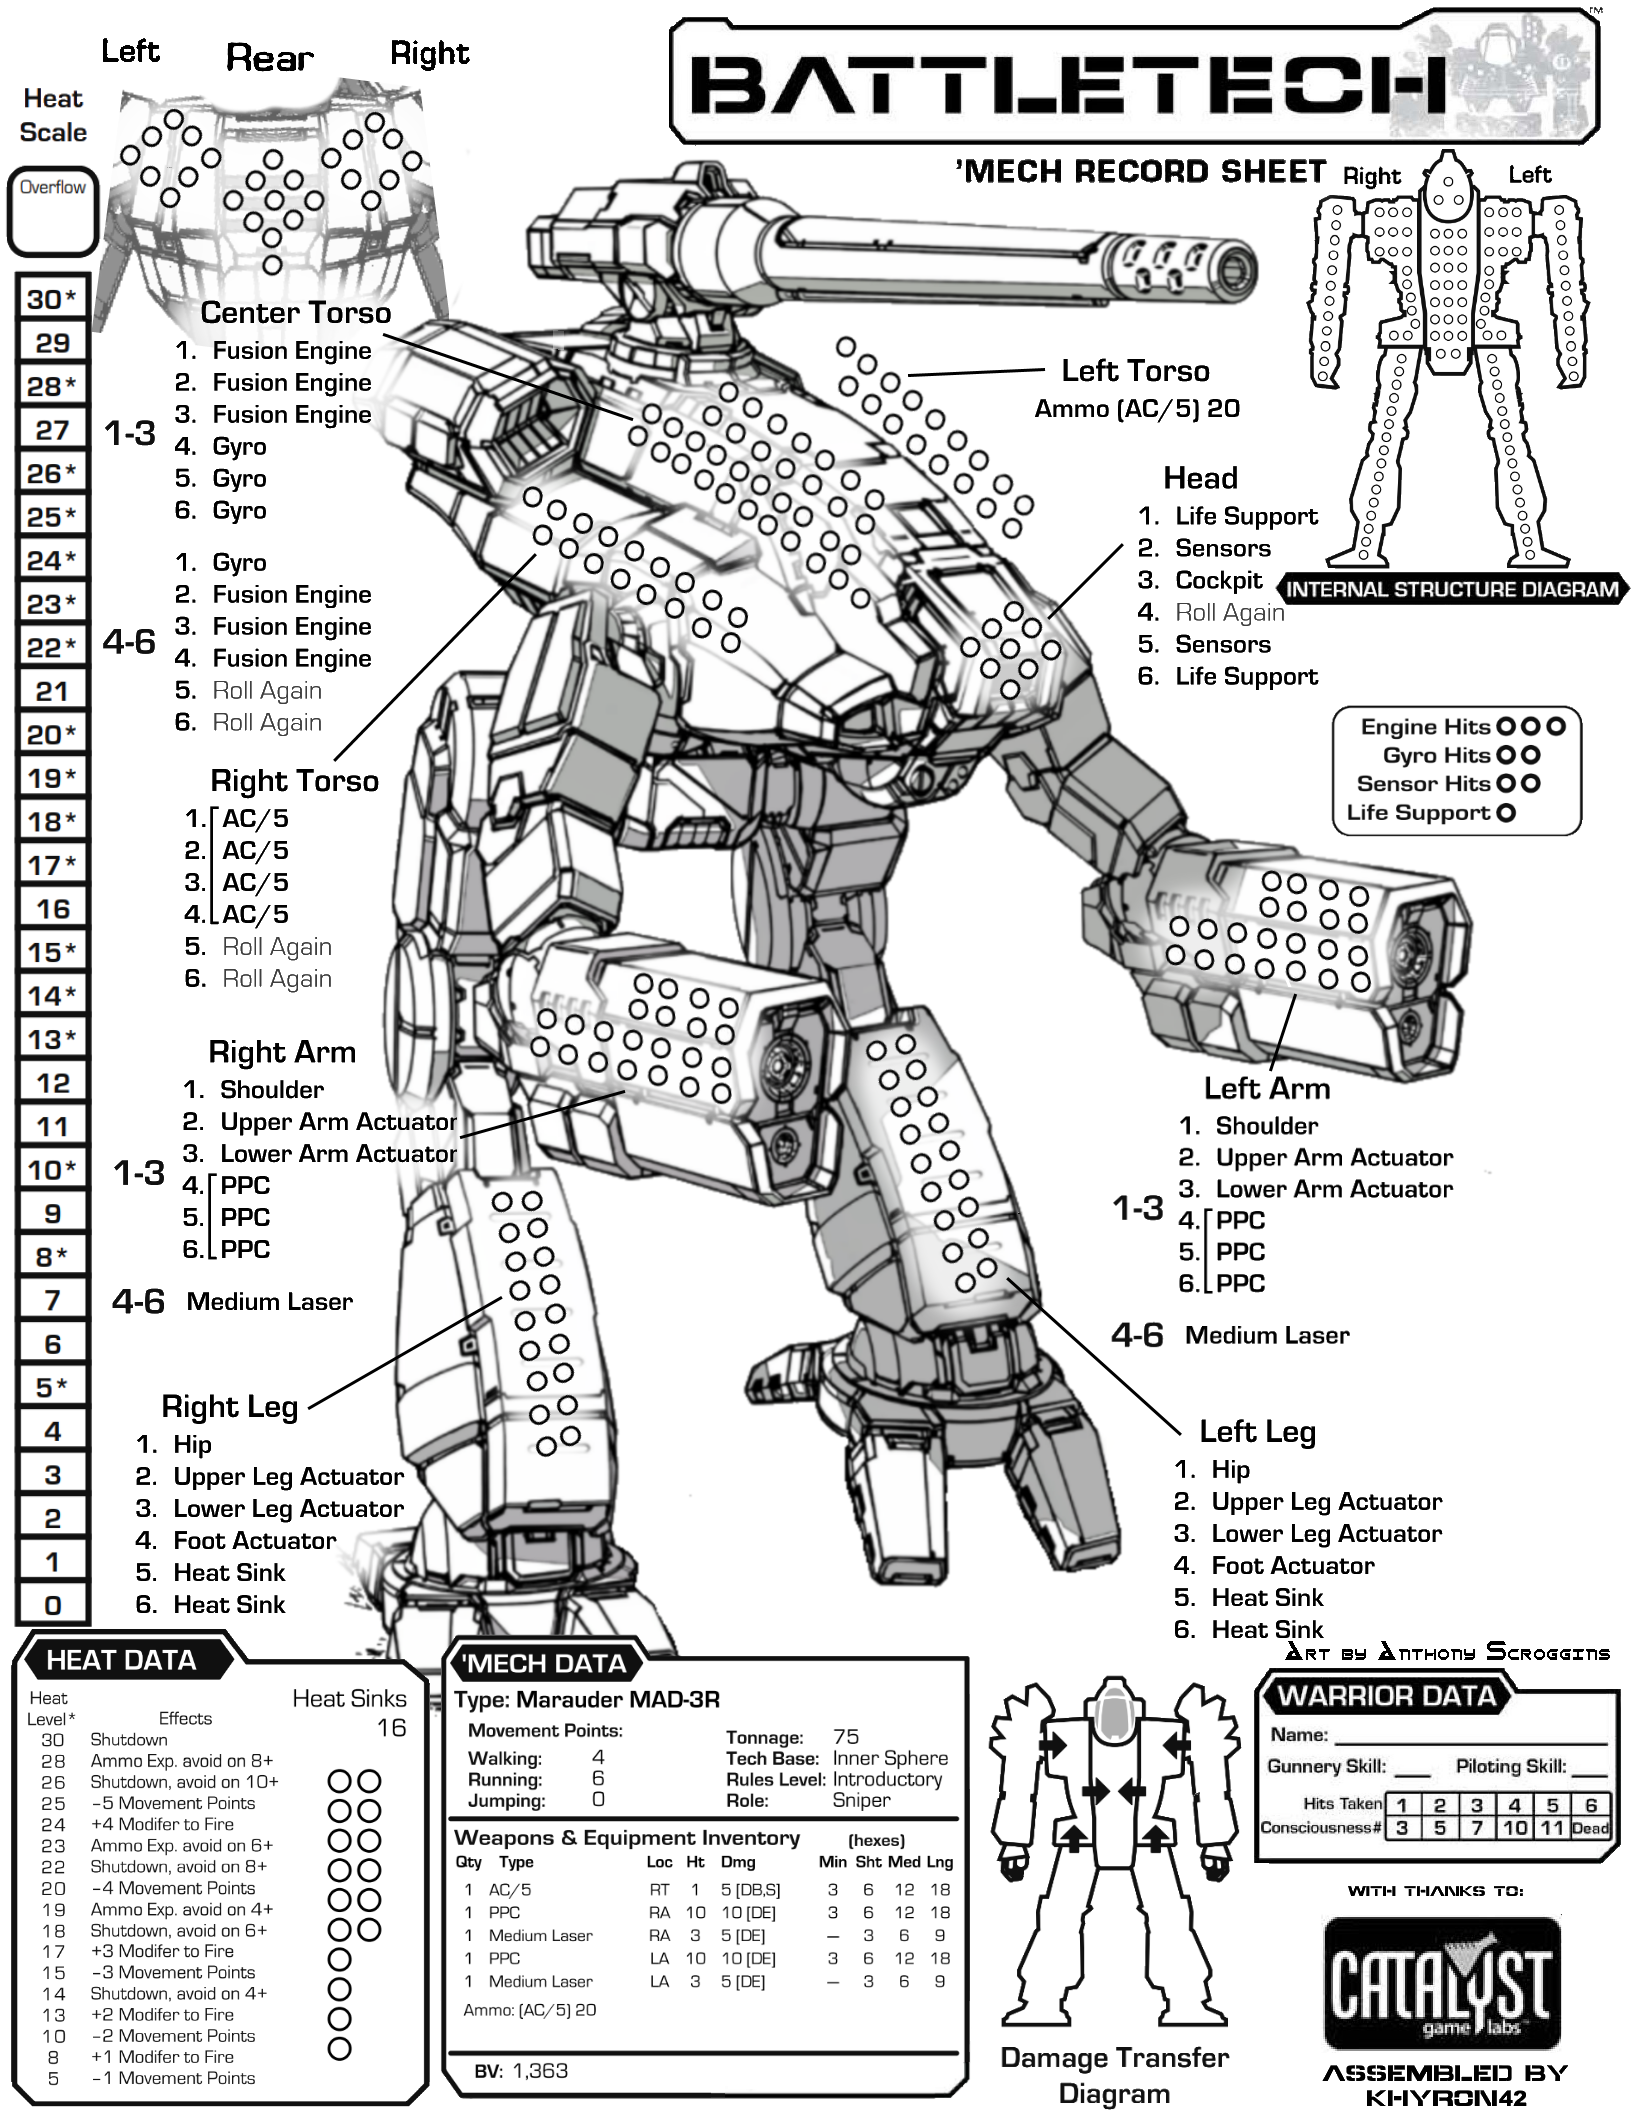 BATTLETECH
TM
'MECH RECORD SHEET
Left
Rear
Right
Heat
Scale
Overflow
30*
29
28*
27
26*
25*
24*
23*
22*
21
20*
19*
18*
17*
16
15*
14*
13*
12
11
10*
9
8*
7
6
5*
4
3
2
1
0
Center Torso
1-3
1. Fusion Engine
2. Fusion Engine
3. Fusion Engine
4. Gyro
5. Gyro
6. Gyro
4-6
1. Gyro
2. Fusion Engine
3. Fusion Engine
4. Fusion Engine
5. Roll Again
6. Roll Again
Right Torso
1. AC/5
2. AC/5
3. AC/5
4. AC/5
5. Roll Again
6. Roll Again
Right Arm
1-3
1. Shoulder
2. Upper Arm Actuator
3. Lower Arm Actuator
4. PPC
5. PPC
6. PPC
4-6 Medium Laser
Right Leg
1. Hip
2. Upper Leg Actuator
3. Lower Leg Actuator
4. Foot Actuator
5. Heat Sink
6. Heat Sink
Left Torso
Ammo (AC/5) 20
Head
1. Life Support
2. Sensors
3. Cockpit
4. Roll Again
5. Sensors
6. Life Support
Right
Left
INTERNAL STRUCTURE DIAGRAM
Engine Hits
Gyro Hits
Sensor Hits
Life Support
Left Arm
1-3
1. Shoulder
2. Upper Arm Actuator
3. Lower Arm Actuator
4. PPC
5. PPC
6. PPC
4-6 Medium Laser
Left Leg
1. Hip
2. Upper Leg Actuator
3. Lower Leg Actuator
4. Foot Actuator
5. Heat Sink
6. Heat Sink
Art by Anthony Scroggins
HEAT DATA
Heat
Level* Effects
Heat Sinks
16
30 Shutdown
28 Ammo Exp. avoid on 8+
26 Shutdown, avoid on 10+
25 -5 Movement Points
24 +4 Modifer to Fire
23 Ammo Exp. avoid on 6+
22 Shutdown, avoid on 8+
20 -4 Movement Points
19 Ammo Exp. avoid on 4+
18 Shutdown, avoid on 6+
17 +3 Modifer to Fire
15 -3 Movement Points
14 Shutdown, avoid on 4+
13 +2 Modifer to Fire
10 -2 Movement Points
8 +1 Modifer to Fire
5 -1 Movement Points
'MECH DATA
Type: Marauder MAD-3R
Movement Points:
Walking: 4
Running: 6
Jumping: 0
Tonnage: 75
Tech Base: Inner Sphere
Rules Level: Introductory
Role: Sniper
Weapons & Equipment Inventory (hexes)
Qty Type Loc Ht Dmg Min Sht Med Lng
1 AC/5 RT 1 5 [DB,S] 3 6 12 18
1 PPC RA 10 10 [DE] 3 6 12 18
1 Medium Laser RA 3 5 [DE] – 3 6 9
1 PPC LA 10 10 [DE] 3 6 12 18
1 Medium Laser LA 3 5 [DE] – 3 6 9
Ammo: (AC/5) 20
BV: 1,363
Damage Transfer
Diagram
WARRIOR DATA
Name:
Gunnery Skill: Piloting Skill:
Hits Taken 1 2 3 4 5 6
Consciousness# 3 5 7 10 11 Dead
WITH THANKS TO:
CATALYST
game labs
ASSEMBLED BY
KHYRON42